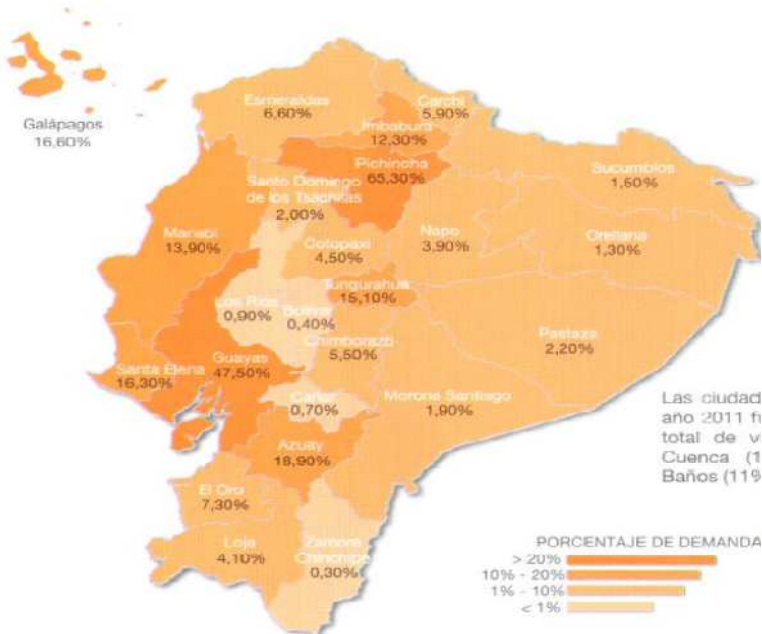 Galápagos
16,60%
Esmeraldas
6,60%
Carchi
5,90%
Imbabura
12,30%
Pichincha
65,30%
Sucumbíos
1,60%
Santo Domingo
de los Tsáchilas
2,00%
Manabí
13,90%
Cotopaxi
4,50%
Napo
3,90%
Orellana
1,30%
Tungurahua
15,10%
Los Ríos
0,90%
Bolívar
0,40%
Chimborazo
5,50%
Pastaza
2,20%
Santa Elena
16,30%
Guayas
47,50%
Cañar
0,70%
Morona Santiago
1,90%
Azuay
18,90%
El Oro
7,30%
Loja
4,10%
Zamora
Chinchipe
0,30%
Las ciudad
año 2011 fu
total de vi
Cuenca (1
Baños (11%
PORCENTAJE DE DEMANDA
> 20%
10% - 20%
1% - 10%
< 1%